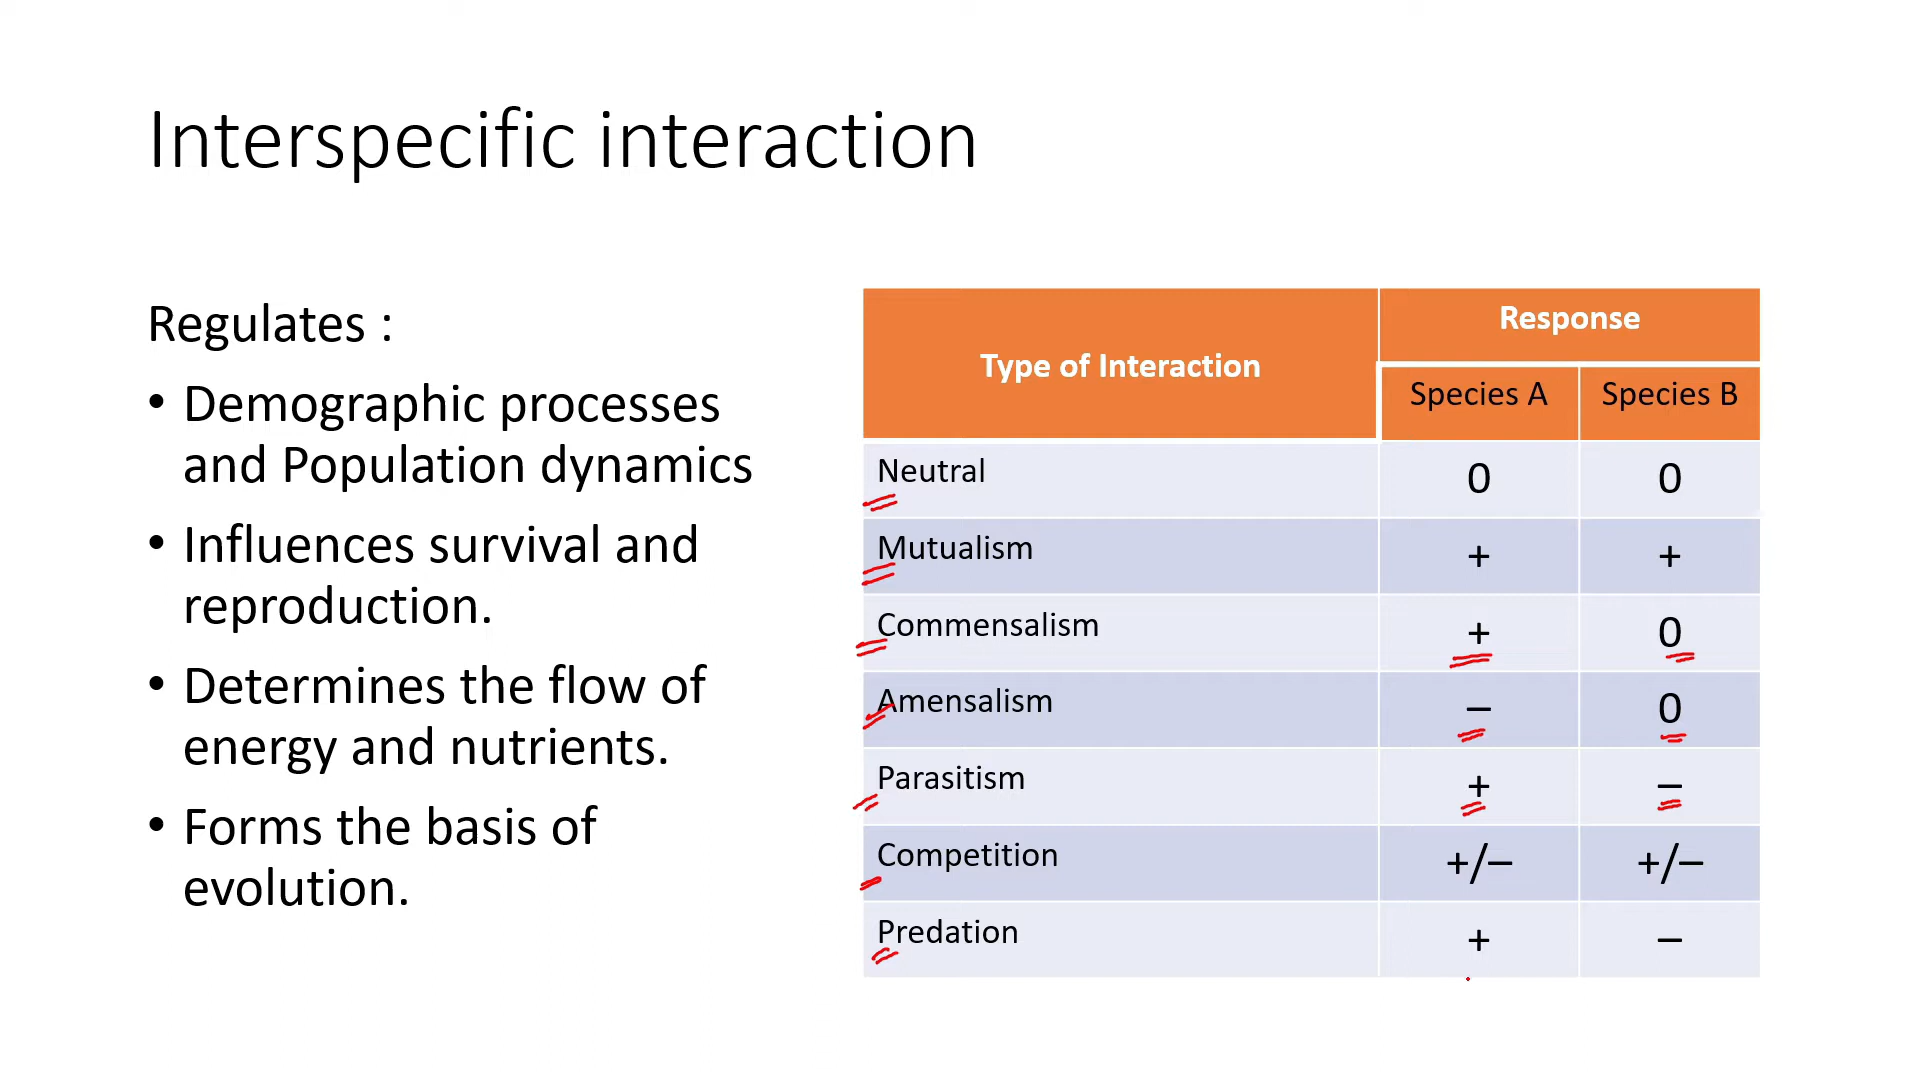 Interspecific interaction
Regulates :
• Demographic processes
and Population dynamics
• Influences survival and
reproduction.
• Determines the flow of
energy and nutrients.
• Forms the basis of
evolution.
Type of Interaction
Response
Species A
Species B
Neutral 0 0
Mutualism + +
Commensalism + 0
Amensalism – 0
Parasitism + –
Competition +/– +/–
Predation + –